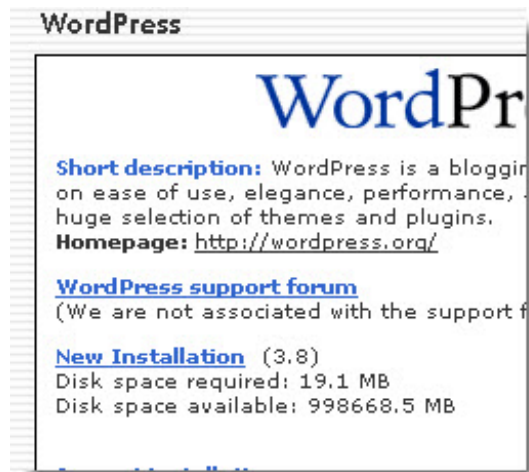 WordPress
WordPr
Short description: WordPress is a bloggin
on ease of use, elegance, performance,
huge selection of themes and plugins.
Homepage: http://wordpress.org/
WordPress support forum
(We are not associated with the support f
New Installation (3.8)
Disk space required: 19.1 MB
Disk space available: 998668.5 MB